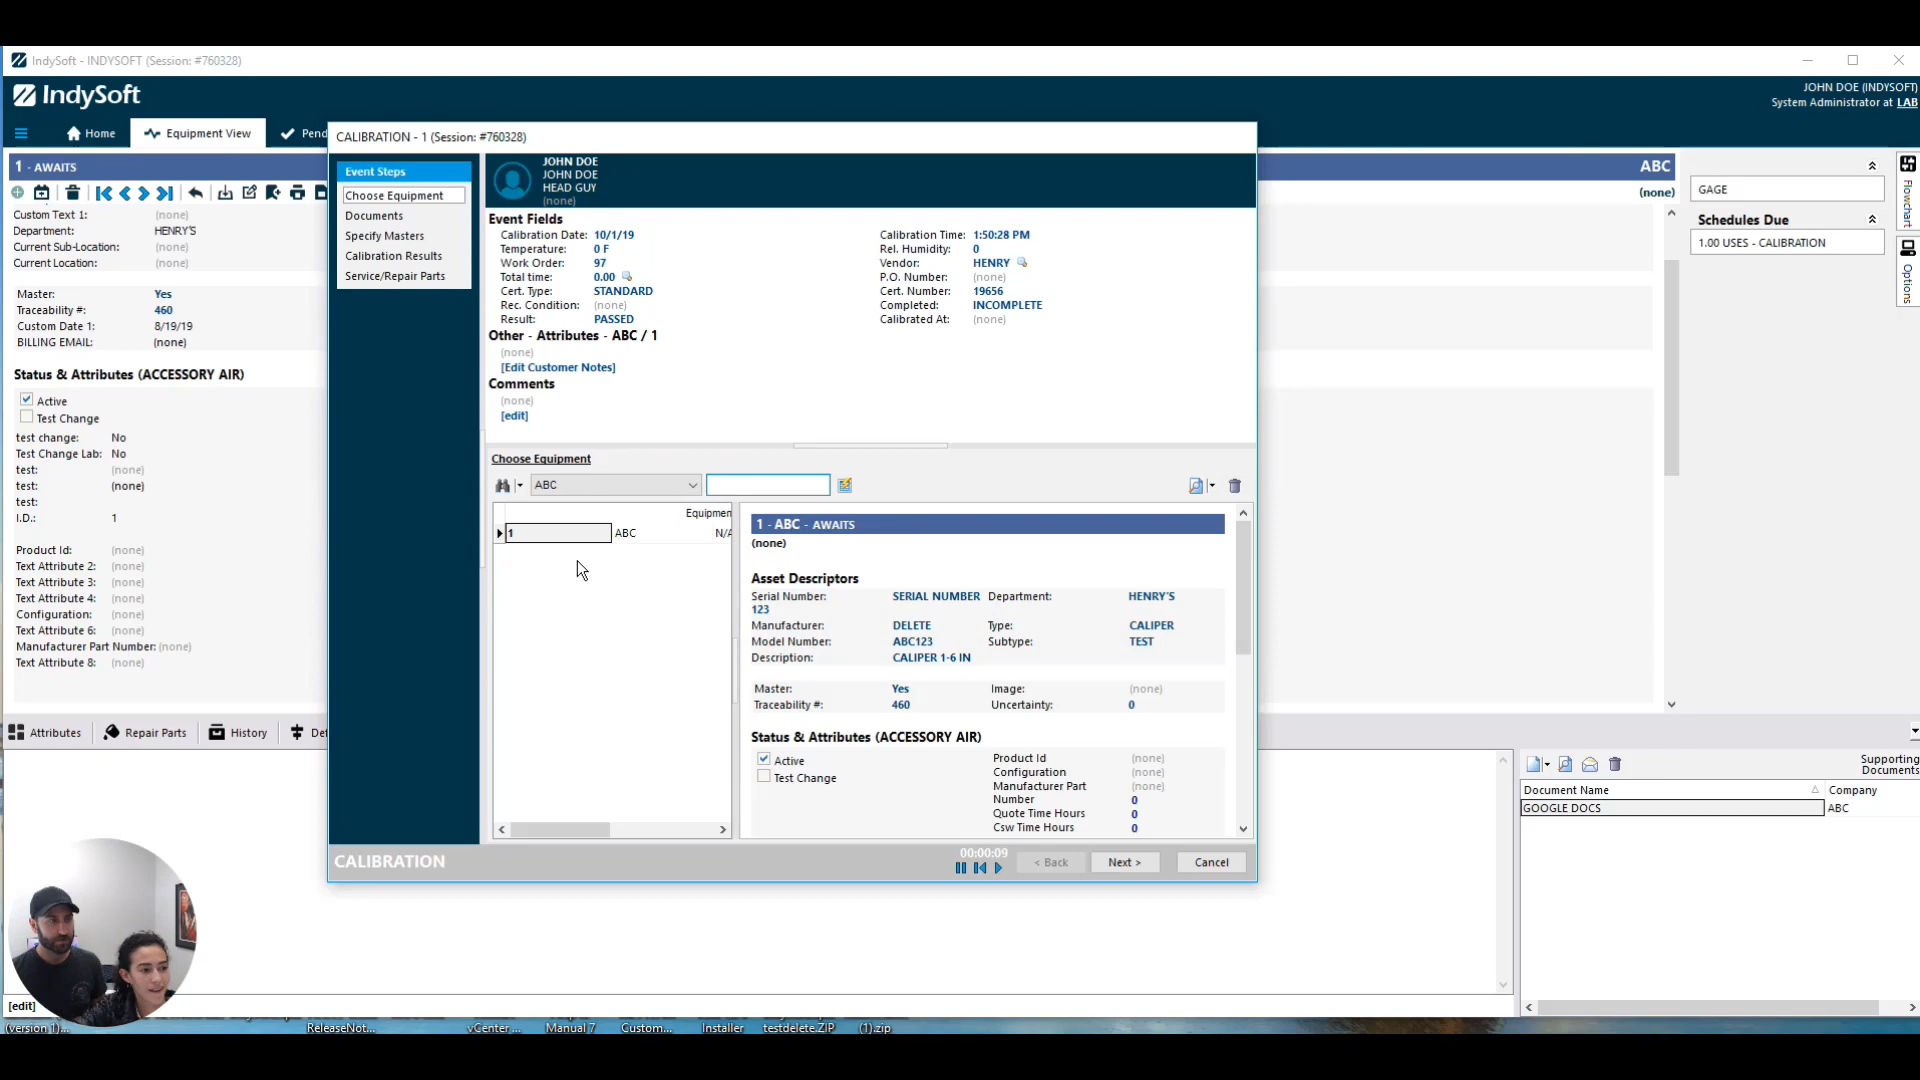 IndySoft - INDYSOFT (Session: #760328)
IndySoft
JOHN DOE (INDYSOFT)
System Administrator at LAB
Home
Equipment View
Pend
1 - AWAITS
Custom Text 1: (none)
Department: HENRY'S
Current Sub-Location: (none)
Current Location: (none)
Master: Yes
Traceability #: 460
Custom Date 1: 8/19/19
BILLING EMAIL: (none)
Status & Attributes (ACCESSORY AIR)
Active
Test Change
test change: No
Test Change Lab: No
test: (none)
test: (none)
test:
I.D.: 1
Product Id: (none)
Text Attribute 2: (none)
Text Attribute 3: (none)
Text Attribute 4: (none)
Configuration: (none)
Text Attribute 6: (none)
Manufacturer Part Number: (none)
Text Attribute 8: (none)
Attributes
Repair Parts
History
[edit]
CALIBRATION - 1 (Session: #760328)
Event Steps
Choose Equipment
Documents
Specify Masters
Calibration Results
Service/Repair Parts
JOHN DOE
JOHN DOE
HEAD GUY
(none)
Event Fields
Calibration Date: 10/1/19
Temperature: 0 F
Work Order: 97
Total time: 0.00
Cert. Type: STANDARD
Rec. Condition: (none)
Result: PASSED
Calibration Time: 1:50:28 PM
Rel. Humidity: 0
Vendor: HENRY
P.O. Number: (none)
Cert. Number: 19656
Completed: INCOMPLETE
Calibrated At: (none)
Other - Attributes - ABC / 1
(none)
[Edit Customer Notes]
Comments
(none)
[edit]
Choose Equipment
ABC
Equipmen
1 ABC N/A
1 - ABC - AWAITS
(none)
Asset Descriptors
Serial Number: SERIAL NUMBER 
123
Department: HENRY'S
Manufacturer: DELETE
Type: CALIPER
Model Number: ABC123
Subtype: TEST
Description: CALIPER 1-6 IN
Master: Yes
Image: (none)
Traceability #: 460
Uncertainty: 0
Status & Attributes (ACCESSORY AIR)
Active
Test Change
Product Id (none)
Configuration (none)
Manufacturer Part (none)
Number 0
Quote Time Hours 0
Csw Time Hours 0
CALIBRATION
00:00:09
< Back
Next >
Cancel
ABC
(none)
GAGE
Schedules Due
1.00 USES - CALIBRATION
Flowchart
Options
Supporting
Documents
Document Name
Company
GOOGLE DOCS
ABC
(version 1)...
ReleaseNot...
vCenter ...
Manual 7
Custom...
Installer
testdelete.ZIP
(1).zip